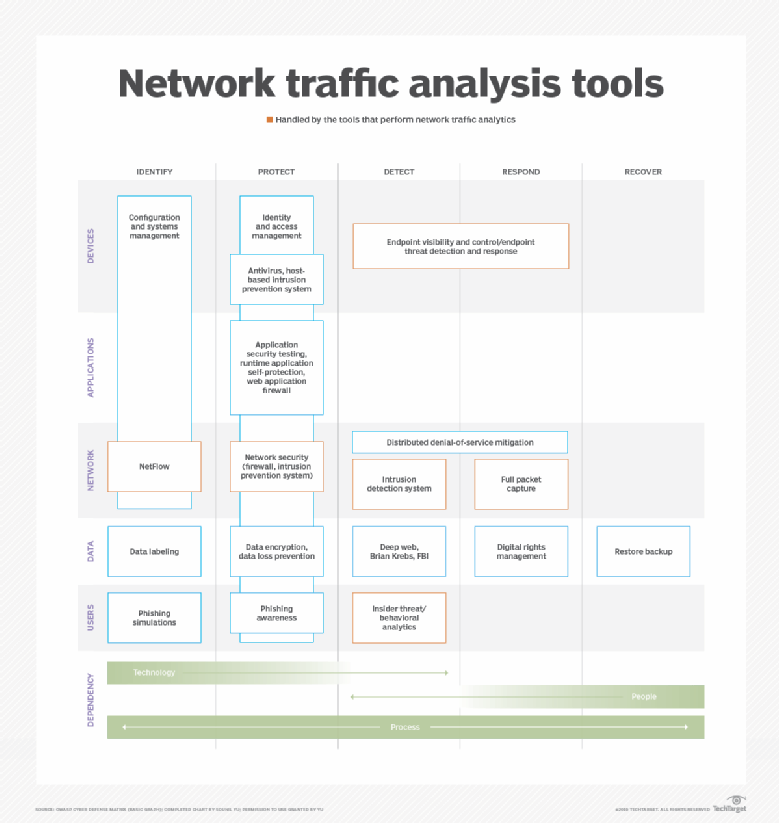 Network traffic analysis tools
Handled by the tools that perform network traffic analytics
IDENTIFY
PROTECT
DETECT
RESPOND
RECOVER
DEVICES
Configuration
and systems
management
Identity
and access
management
Antivirus, host-
based intrusion
prevention system
Endpoint visibility and control/endpoint
threat detection and response
APPLICATIONS
Application
security testing,
runtime application
self-protection,
web application
firewall
NETWORK
NetFlow
Network security
(firewall, intrusion
prevention system)
Distributed denial-of-service mitigation
Intrusion
detection system
Full packet
capture
DATA
Data labeling
Data encryption,
data loss prevention
Deep web,
Brian Krebs, FBI
Digital rights
management
Restore backup
USERS
Phishing
simulations
Phishing
awareness
Insider threat/
behavioral
analytics
DEPENDENCY
Technology
People
Process
TechTarget